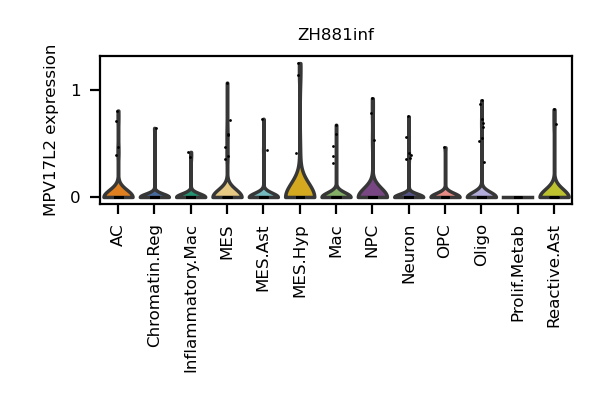 ZH881inf
MPV17L2 expression
1
0
AC
Chromatin.Reg
Inflammatory.Mac
MES
MES.Ast
MES.Hyp
Mac
NPC
Neuron
OPC
Oligo
Prolif.Metab
Reactive.Ast